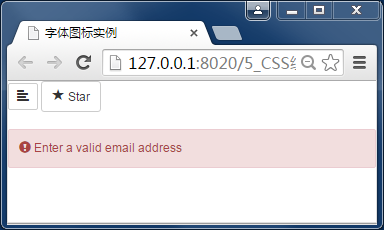 字体图标实例
127.0.0.1:8020/5_CSS
Star
Enter a valid email address